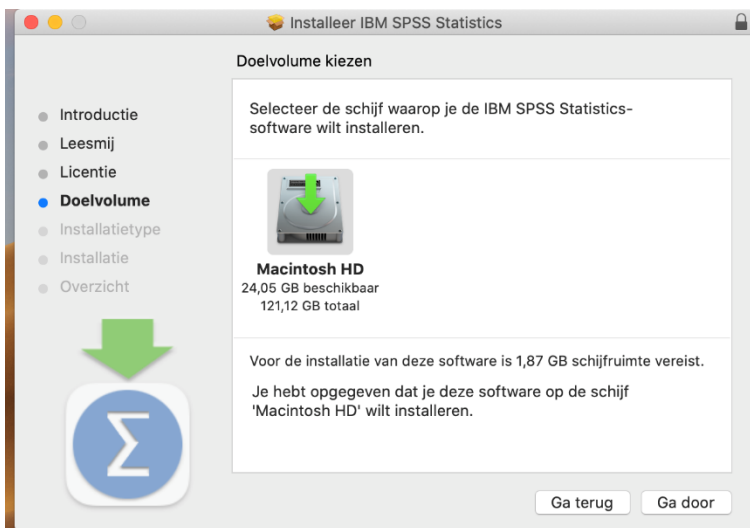 Installeer IBM SPSS Statistics
Doelvolume kiezen
Introductie
Leesmij
Licentie
Doelvolume
Installatietype
Installatie
Overzicht
Selecteer de schijf waarop je de IBM SPSS Statistics-
software wilt installeren.
Macintosh HD
24,05 GB beschikbaar
121,12 GB totaal
Voor de installatie van deze software is 1,87 GB schijfruimte vereist.
Je hebt opgegeven dat je deze software op de schijf
'Macintosh HD' wilt installeren.
Σ
Ga terug
Ga door